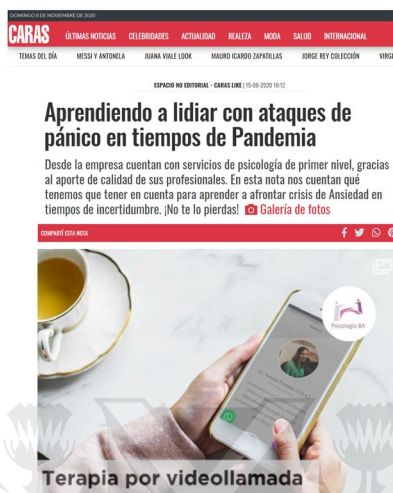 DOMINGO 8 DE NOVIEMBRE DE 2020
CARAS ÚLTIMAS NOTICIAS CELEBRIDADES ACTUALIDAD REALEZA MODA SALUD INTERNACIONAL
TEMAS DEL DÍA MESSI Y ANTONELA JUANA VIALE LOOK MAURO ICARDO ZAPATILLAS JORGE REY COLECCIÓN VIRG
ESPACIO NO EDITORIAL - CARAS LIKE | 15-08-2020 16:12
Aprendiendo a lidiar con ataques de
pánico en tiempos de Pandemia
Desde la empresa cuentan con servicios de psicología de primer nivel, gracias
al aporte de calidad de sus profesionales. En esta nota nos cuentan qué
tenemos que tener en cuenta para aprender a afrontar crisis de Ansiedad en
tiempos de incertidumbre. ¡No te lo pierdas! Galería de fotos
COMPARTÍ ESTA NOTA
Psicología BA
Terapia por videollamada